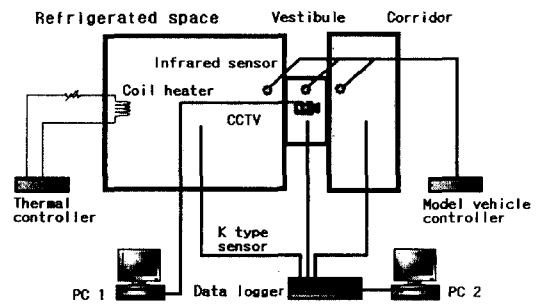 Refrigerated space
Vestibule
Corridor
Infrared sensor
Coil heater
CCTV
Thermal
controller
Model vehicle
controller
K type
sensor
PC 1
Data logger
PC 2